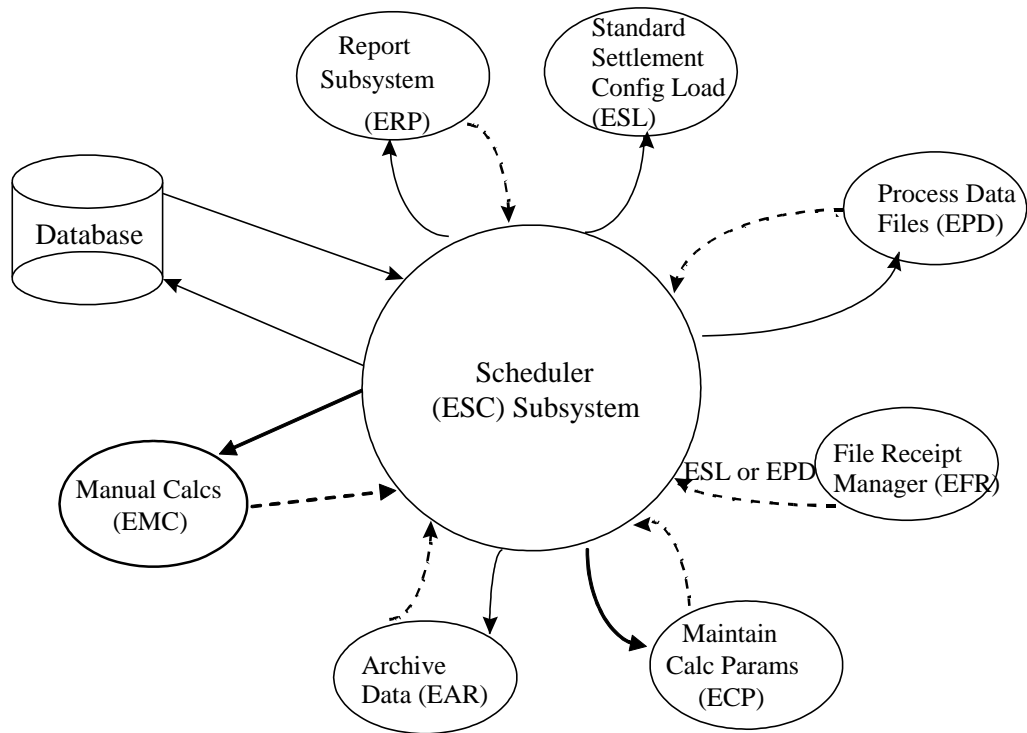 Report
Subsystem
(ERP)
Standard
Settlement
Config Load
(ESL)
Process Data
Files (EPD)
Database
Scheduler
(ESC) Subsystem
ESL or EPD
File Receipt
Manager (EFR)
Manual Calcs
(EMC)
Archive
Data (EAR)
Maintain
Calc Params
(ECP)